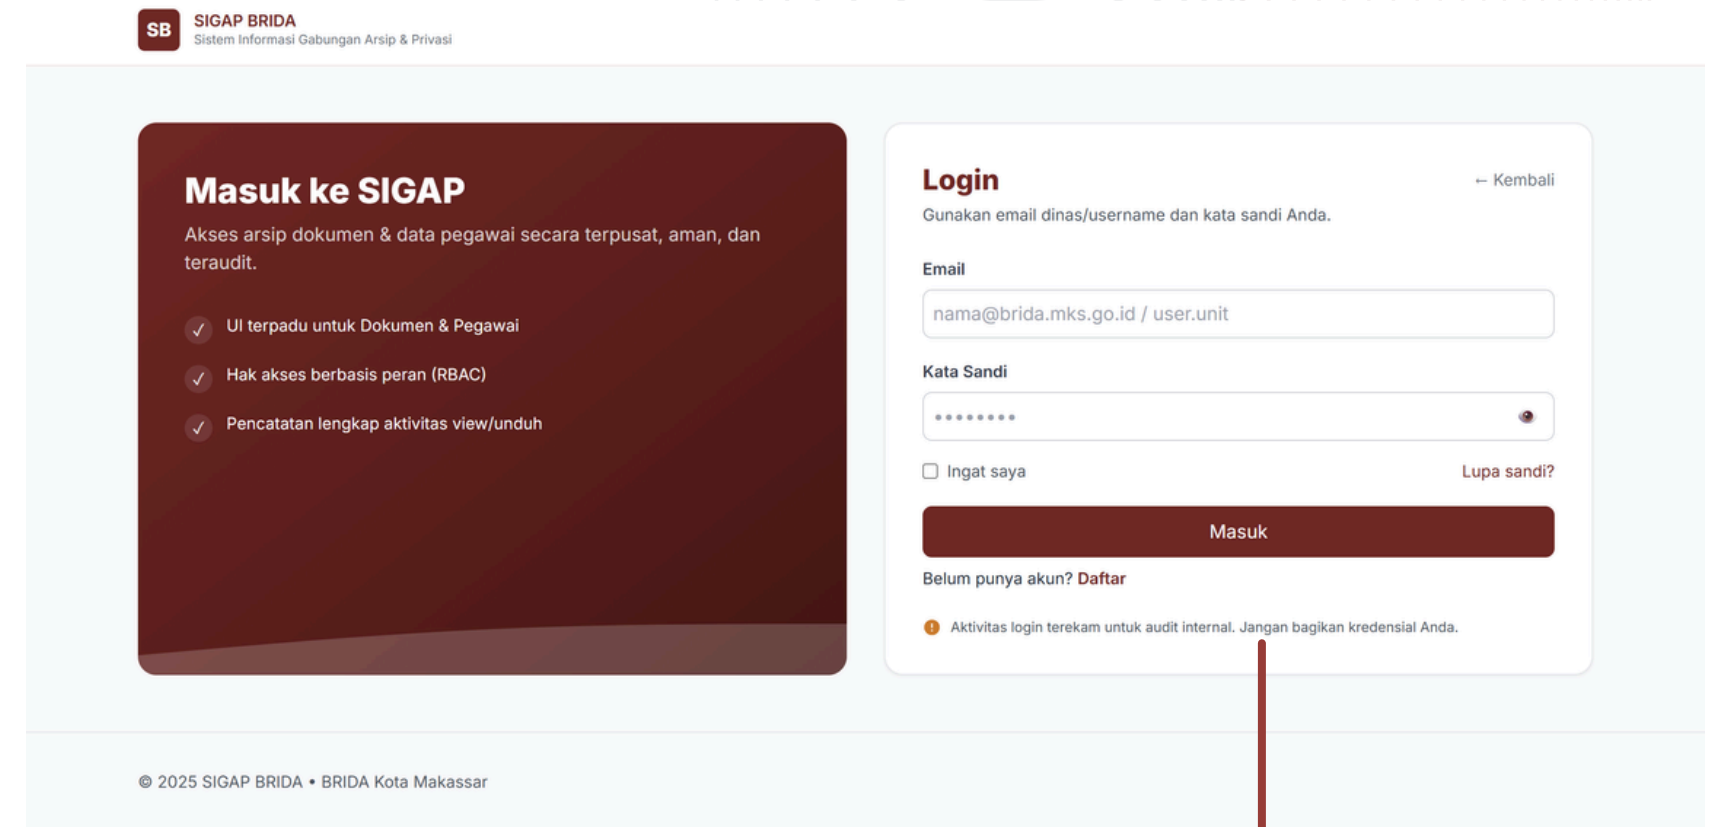 SB
SIGAP BRIDA
Sistem Informasi Gabungan Arsip & Privasi
Masuk ke SIGAP
Akses arsip dokumen & data pegawai secara terpusat, aman, dan
teraudit.
✓ UI terpadu untuk Dokumen & Pegawai
✓ Hak akses berbasis peran (RBAC)
✓ Pencatatan lengkap aktivitas view/unduh
Login
← Kembali
Gunakan email dinas/username dan kata sandi Anda.
Email
nama@brida.mks.go.id / user.unit
Kata Sandi
••••••••
Ingat saya
Lupa sandi?
Masuk
Belum punya akun? Daftar
Aktivitas login terekam untuk audit internal. Jangan bagikan kredensial Anda.
© 2025 SIGAP BRIDA • BRIDA Kota Makassar